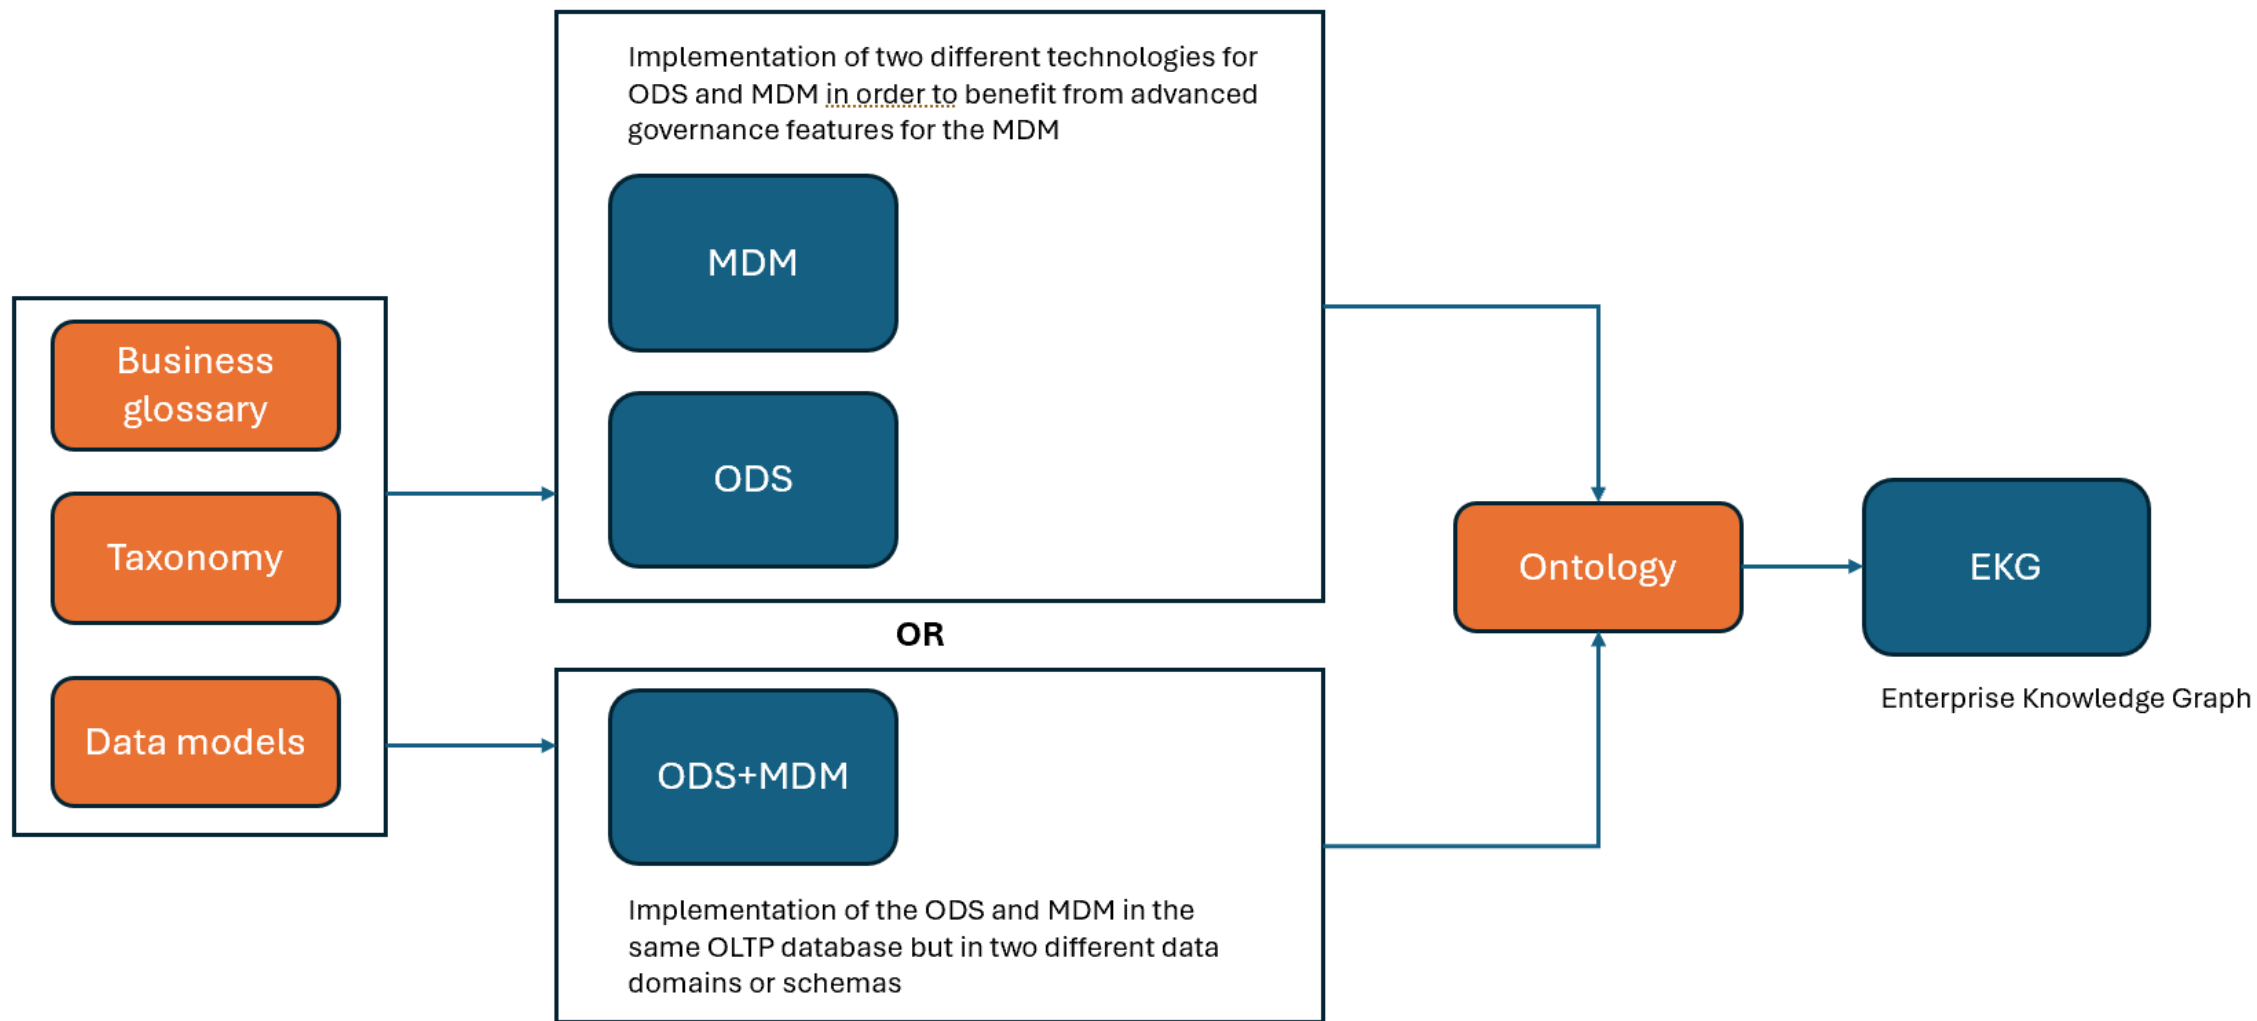 Implementation of two different technologies for
ODS and MDM in order to benefit from advanced
governance features for the MDM
MDM
ODS
Business
glossary
Taxonomy
Data models
OR
ODS+MDM
Implementation of the ODS and MDM in the
same OLTP database but in two different data
domains or schemas
Ontology
EKG
Enterprise Knowledge Graph